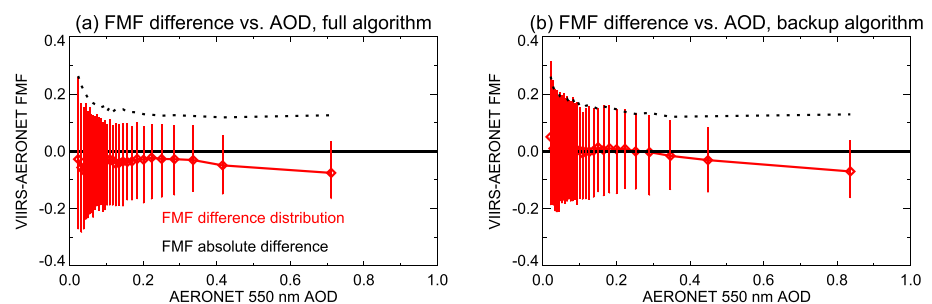 (a) FMF difference vs. AOD, full algorithm
0.4
0.2
0.0
-0.2
-0.4
VIIRS-AERONET FMF
FMF difference distribution
FMF absolute difference
0.0 0.2 0.4 0.6 0.8 1.0
AERONET 550 nm AOD
(b) FMF difference vs. AOD, backup algorithm
0.4
0.2
0.0
-0.2
-0.4
VIIRS-AERONET FMF
0.0 0.2 0.4 0.6 0.8 1.0
AERONET 550 nm AOD